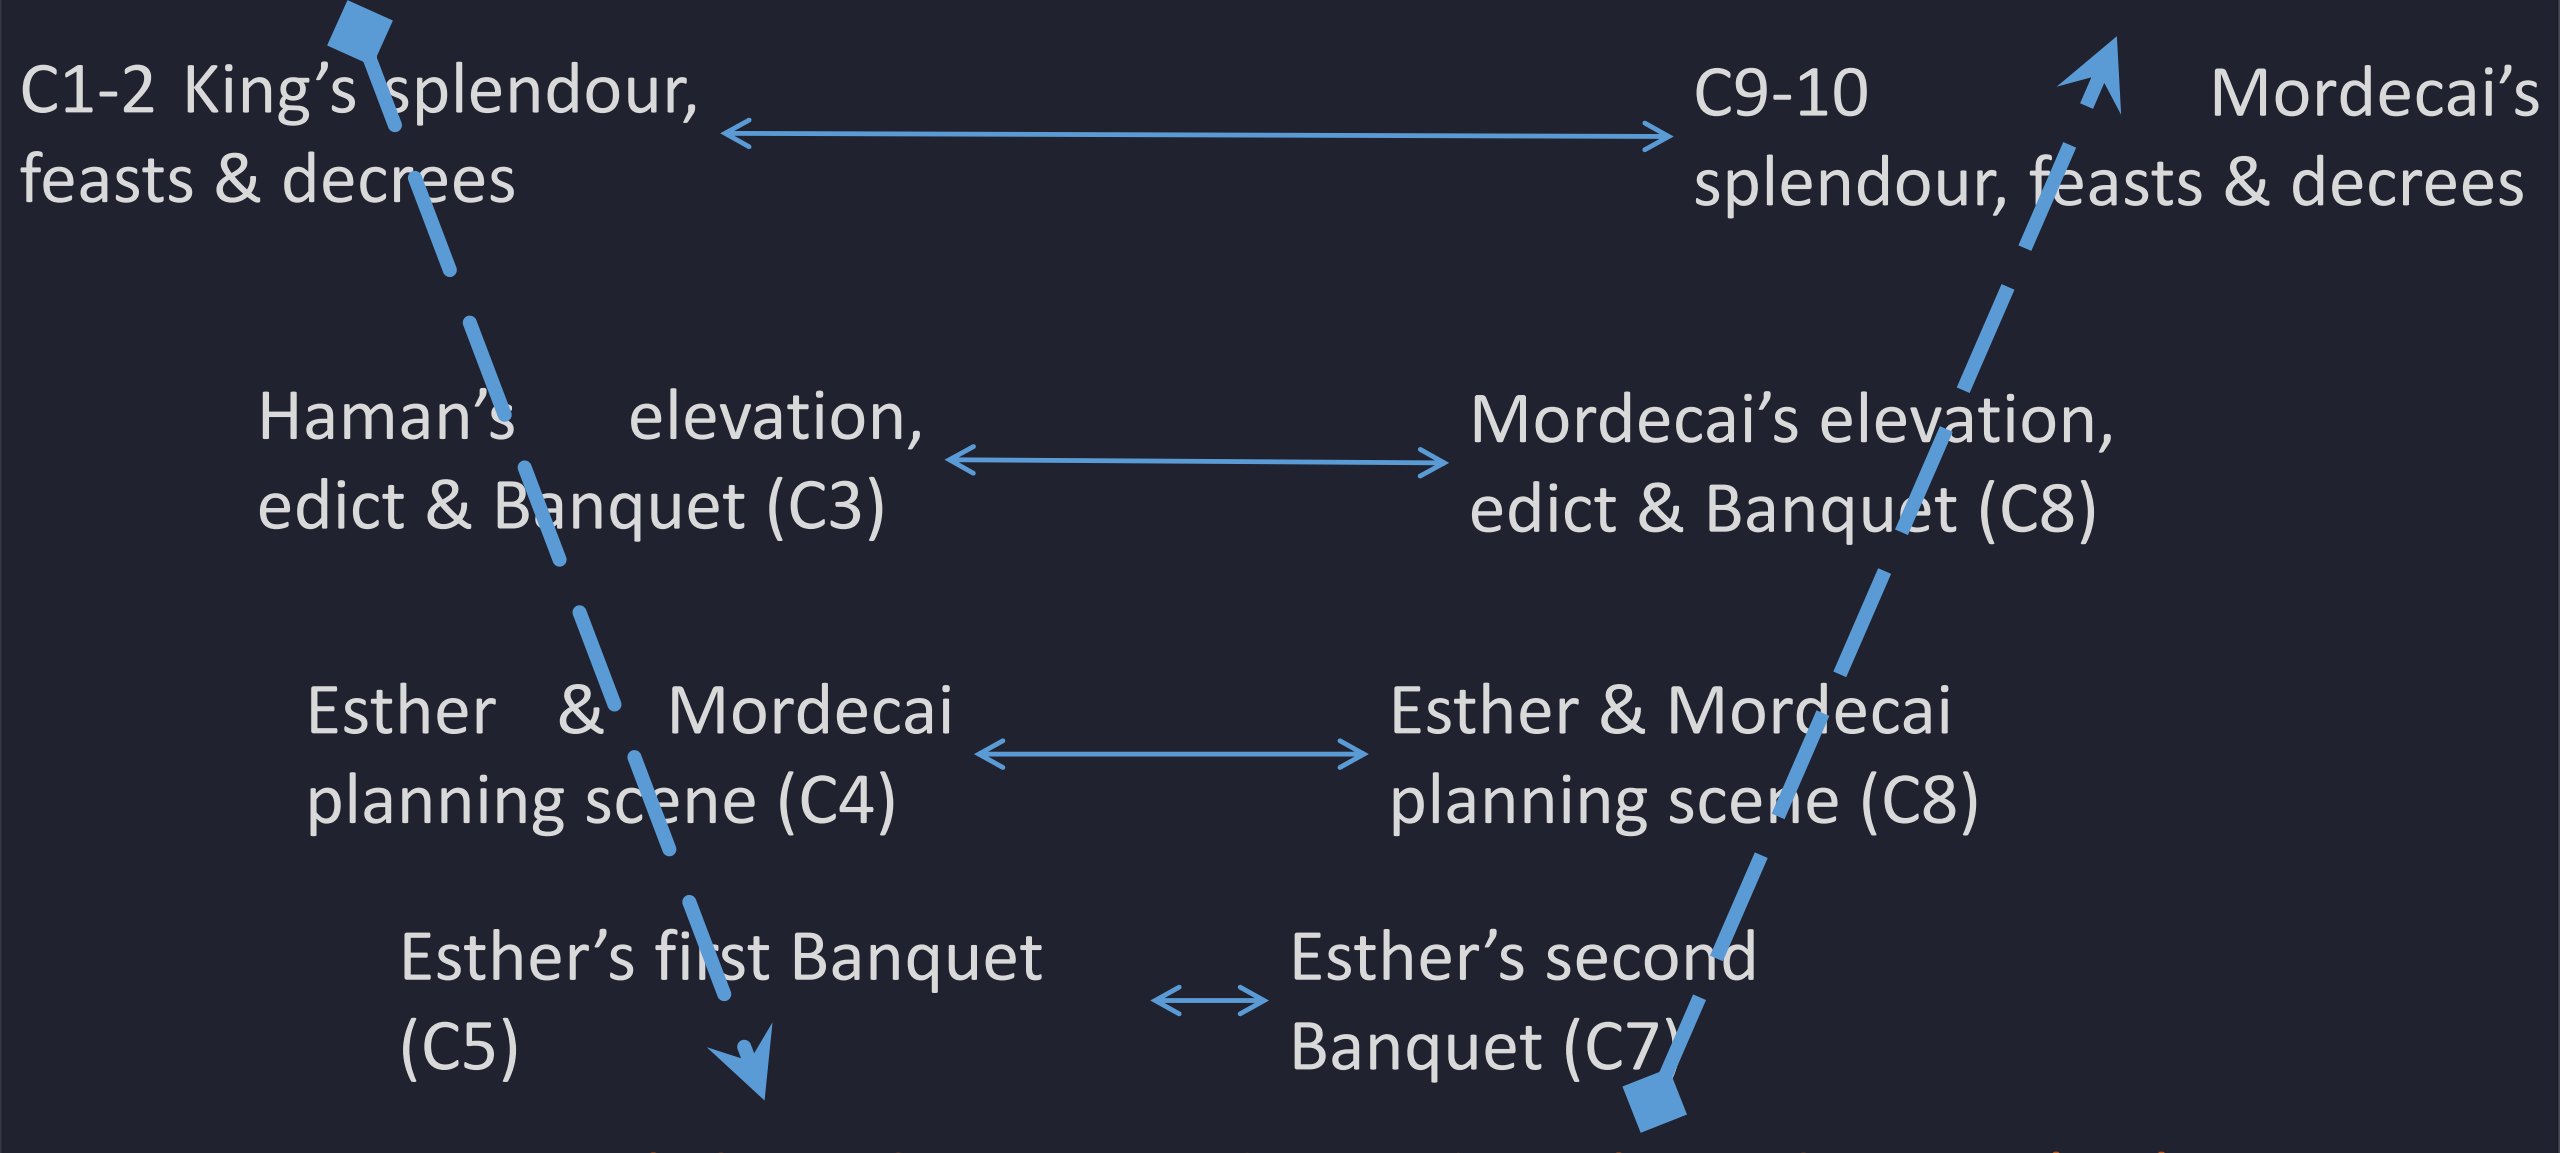 C1-2 King’s splendour,
feasts & decrees
C9-10 Mordecai’s
splendour, feasts & decrees
Haman’s elevation,
edict & Banquet (C3)
Mordecai’s elevation,
edict & Banquet (C8)
Esther & Mordecai
planning scene (C4)
Esther & Mordecai
planning scene (C8)
Esther’s first Banquet
(C5)
Esther’s second
Banquet (C7)